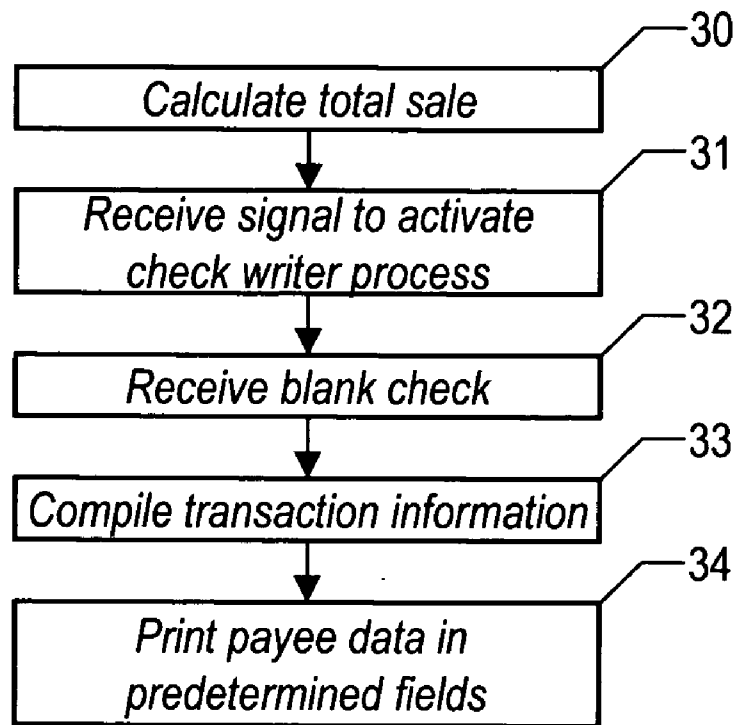 30
Calculate total sale
31
Receive signal to activate
check writer process
32
Receive blank check
33
Compile transaction information
34
Print payee data in
predetermined fields